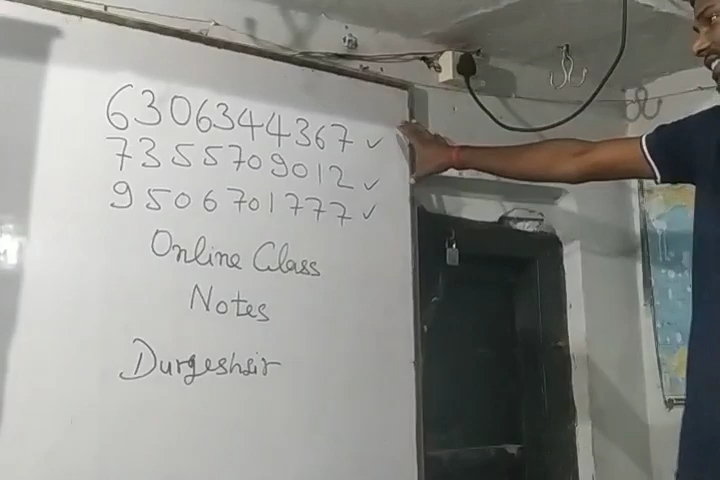 6306344367 ✓
7355709012 ✓
9506701777 ✓
Online Class
Notes
Durgeshsir